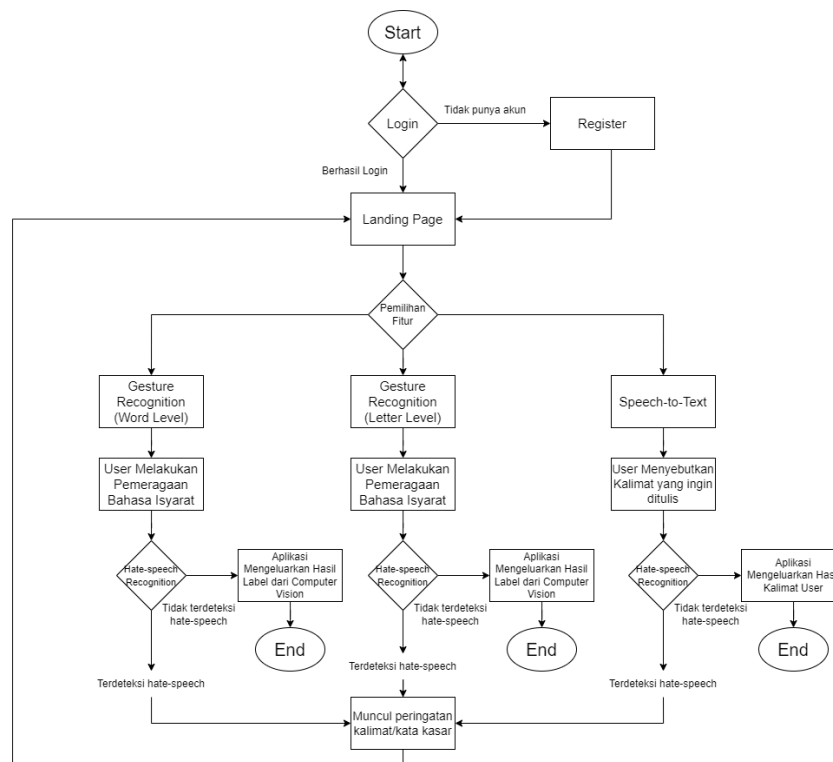 Start
Login
Tidak punya akun
Register
Berhasil Login
Landing Page
Pemilihan
Fitur
Gesture
Recognition
(Word Level)
Gesture
Recognition
(Letter Level)
Speech-to-Text
User Melakukan
Pemeragaan
Bahasa Isyarat
User Melakukan
Pemeragaan
Bahasa Isyarat
User Menyebutkan
Kalimat yang ingin
ditulis
Hate-speech
Recognition
Aplikasi
Mengeluarkan Hasil
Label dari Computer
Vision
Tidak terdeteksi
hate-speech
End
Terdeteksi hate-speech
Hate-speech
Recognition
Aplikasi
Mengeluarkan Hasil
Label dari Computer
Vision
Tidak terdeteksi
hate-speech
End
Terdeteksi hate-speech
Hate-speech
Recognition
Aplikasi
Mengeluarkan Has
Kalimat User
Tidak terdeteksi
hate-speech
End
Terdeteksi hate-speech
Muncul peringatan
kalimat/kata kasar